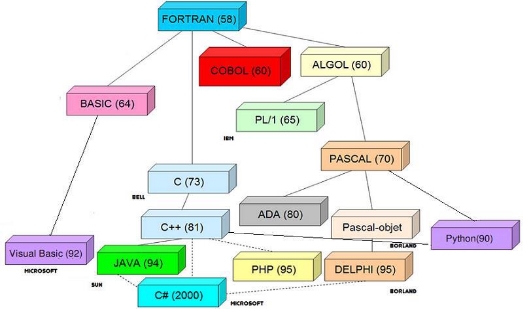 FORTRAN (58)
COBOL (60)
ALGOL (60)
BASIC (64)
PL/1 (65)
IBM
PASCAL (70)
C (73)
BELL
ADA (80)
C++ (81)
Pascal-objet
BORLAND
Python(90)
Visual Basic (92)
MICROSOFT
JAVA (94)
SUN
PHP (95)
DELPHI (95)
BORLAND
C# (2000)
MICROSOFT